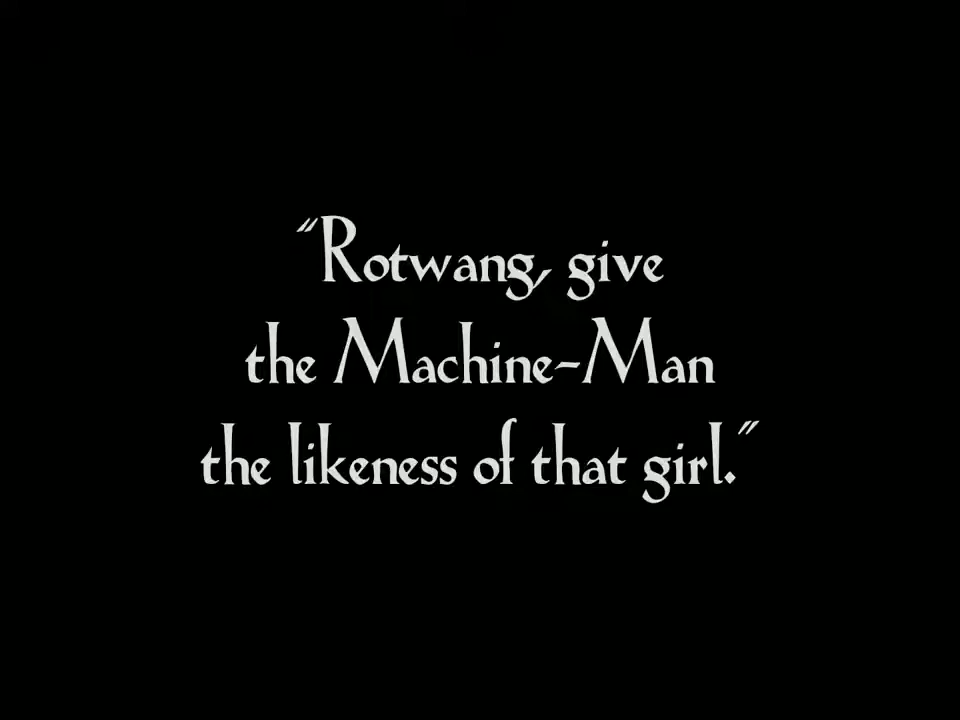 "Rotwang, give
the Machine-Man
the likeness of that girl."